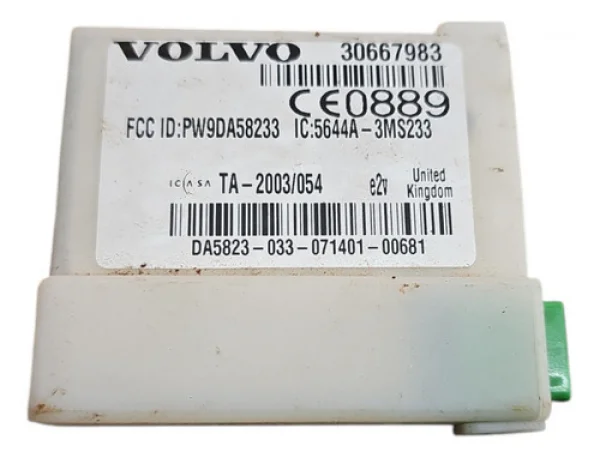 VOLVO 30667983
CE0889
FCC ID:PW9DA58233 IC:5644A-3MS233
ICASA TA-2003/054 e2v United Kingdom
DA5823-033-071401-00681